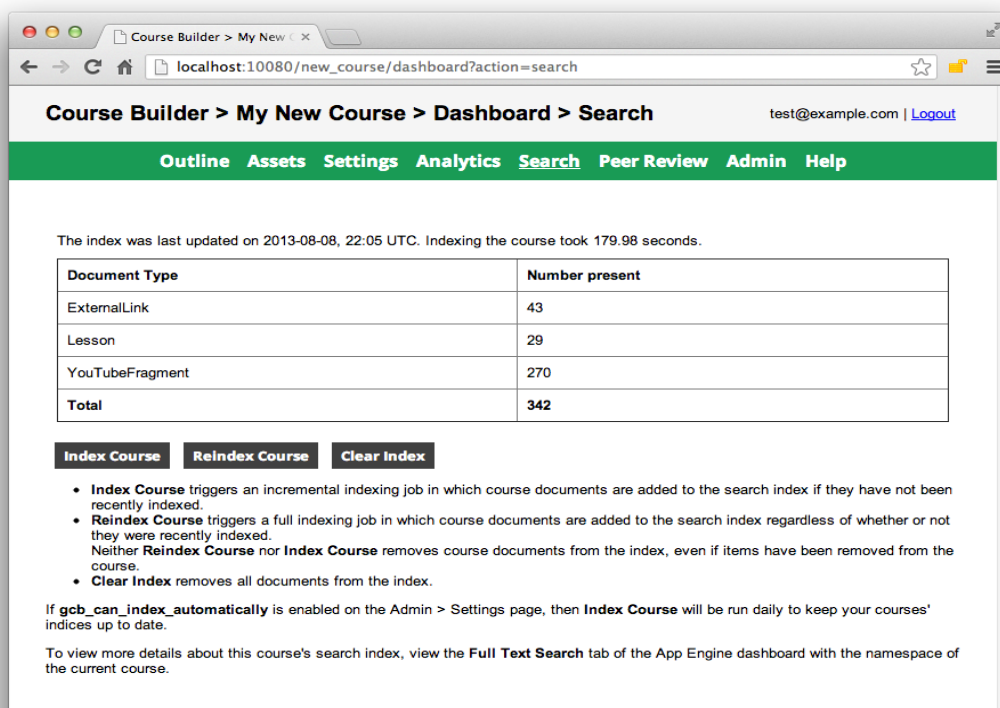 Course Builder > My New C
localhost:10080/new_course/dashboard?action=search
Course Builder > My New Course > Dashboard > Search
test@example.com | Logout
Outline Assets Settings Analytics Search Peer Review Admin Help
The index was last updated on 2013-08-08, 22:05 UTC. Indexing the course took 179.98 seconds.
Document Type Number present
ExternalLink 43
Lesson 29
YouTubeFragment 270
Total 342
Index Course Reindex Course Clear Index
• Index Course triggers an incremental indexing job in which course documents are added to the search index if they have not been
recently indexed.
• Reindex Course triggers a full indexing job in which course documents are added to the search index regardless of whether or not
they were recently indexed.
Neither Reindex Course nor Index Course removes course documents from the index, even if items have been removed from the
course.
• Clear Index removes all documents from the index.
If gcb_can_index_automatically is enabled on the Admin > Settings page, then Index Course will be run daily to keep your courses'
indices up to date.
To view more details about this course's search index, view the Full Text Search tab of the App Engine dashboard with the namespace of
the current course.